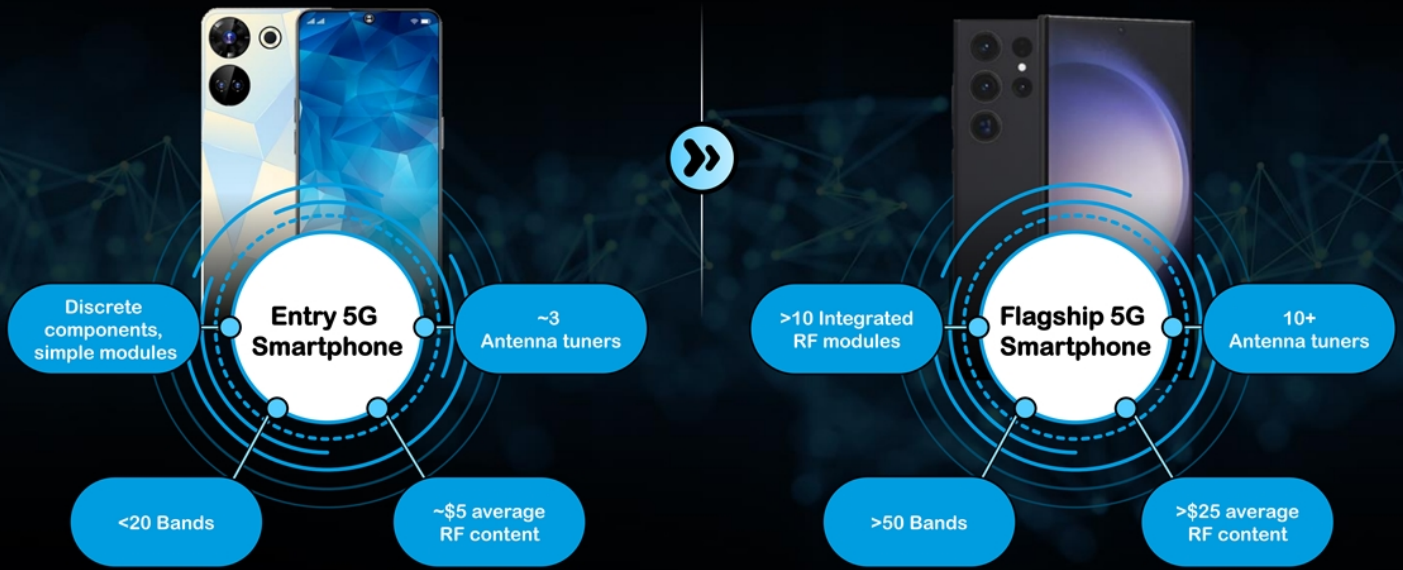 Entry 5G
Smartphone
Discrete
components,
simple modules
~3
Antenna tuners
<20 Bands
~$5 average
RF content
Flagship 5G
Smartphone
>10 Integrated
RF modules
10+
Antenna tuners
>50 Bands
>$25 average
RF content